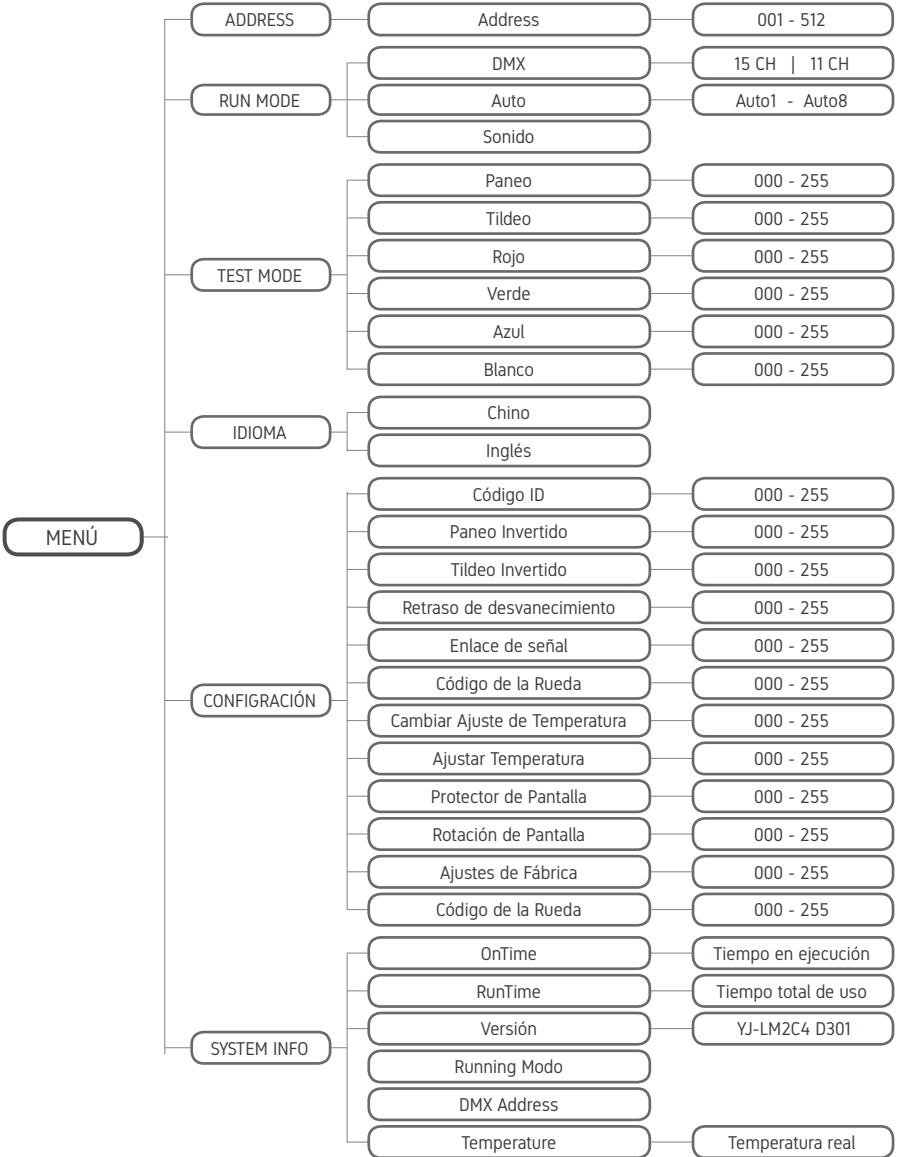 ADDRESS
Address
001 - 512
RUN MODE
DMX
15 CH | 11 CH
Auto
Auto1 - Auto8
Sonido
TEST MODE
Paneo
000 - 255
Tildeo
000 - 255
Rojo
000 - 255
Verde
000 - 255
Azul
000 - 255
Blanco
000 - 255
IDIOMA
Chino
Inglés
MENÚ
CONFIGRACIÓN
Código ID
000 - 255
Paneo Invertido
000 - 255
Tildeo Invertido
000 - 255
Retraso de desvanecimiento
000 - 255
Enlace de señal
000 - 255
Código de la Rueda
000 - 255
Cambiar Ajuste de Temperatura
000 - 255
Ajustar Temperatura
000 - 255
Protector de Pantalla
000 - 255
Rotación de Pantalla
000 - 255
Ajustes de Fábrica
000 - 255
Código de la Rueda
000 - 255
SYSTEM INFO
OnTime
Tiempo en ejecución
RunTime
Tiempo total de uso
Versión
YJ-LM2C4 D301
Running Modo
DMX Address
Temperature
Temperatura real